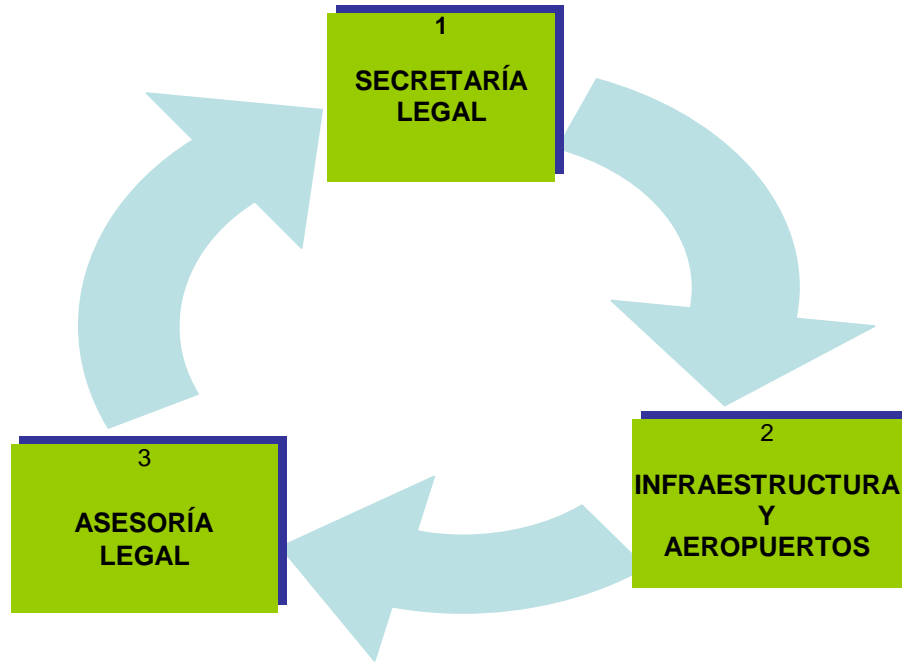 1
SECRETARÍA
LEGAL
2
INFRAESTRUCTURA
Y
AEROPUERTOS
3
ASESORÍA
LEGAL